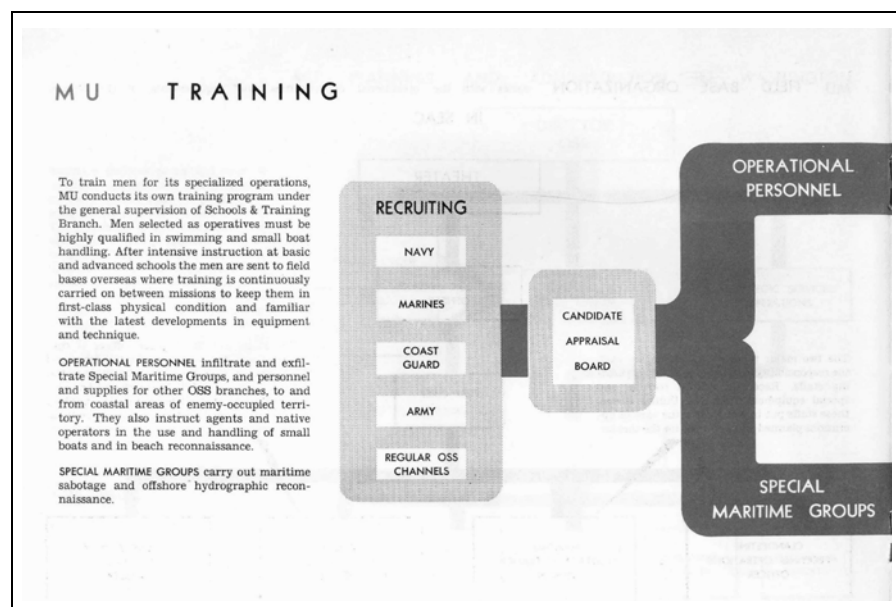 MU TRAINING
To train men for its specialized operations,
MU conducts its own training program under
the general supervision of Schools & Training
Branch. Men selected as operatives must be
highly qualified in swimming and small boat
handling. After intensive instruction at basic
and advanced schools the men are sent to field
bases overseas where training is continuously
carried on between missions to keep them in
first-class physical condition and familiar
with the latest developments in equipment
and technique.
OPERATIONAL PERSONNEL infiltrate and exfil-
trate Special Maritime Groups, and personnel
and supplies for other OSS branches, to and
from coastal areas of enemy-occupied terri-
tory. They also instruct agents and native
operators in the use and handling of small
boats and in beach reconnaissance.
SPECIAL MARITIME GROUPS carry out maritime
sabotage and offshore hydrographic recon-
naissance.
RECRUITING
NAVY
MARINES
COAST
GUARD
ARMY
REGULAR OSS
CHANNELS
CANDIDATE
APPRAISAL
BOARD
OPERATIONAL
PERSONNEL
SPECIAL
MARITIME GROUPS